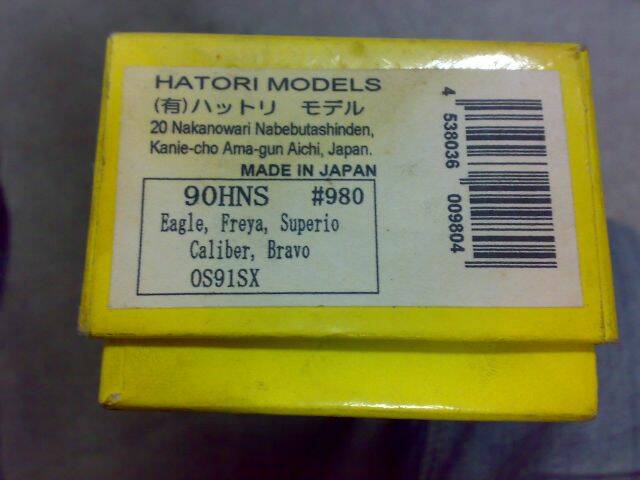 HATORI MODELS
(有)ハットリ モデル
20 Nakanowari Nabebutashinden,
Kanie-cho Ama-gun Aichi, Japan.
MADE IN JAPAN
90HNS #980
Eagle, Freya, Superio
Caliber, Bravo
OS91SX
4 538036 009804